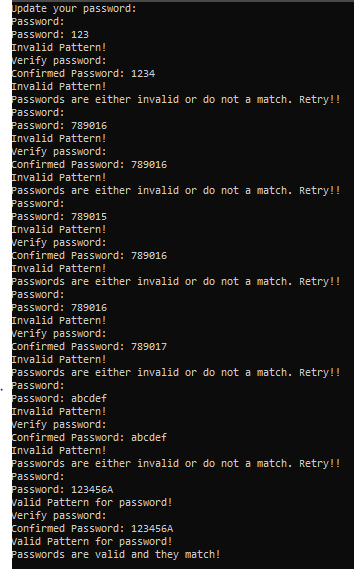 Update your password:
Password:
Password: 123
Invalid Pattern!
Verify password:
Confirmed Password: 1234
Invalid Pattern!
Passwords are either invalid or do not a match. Retry!!
Password:
Password: 789016
Invalid Pattern!
Verify password:
Confirmed Password: 789016
Invalid Pattern!
Passwords are either invalid or do not a match. Retry!!
Password:
Password: 789015
Invalid Pattern!
Verify password:
Confirmed Password: 789016
Invalid Pattern!
Passwords are either invalid or do not a match. Retry!!
Password:
Password: 789016
Invalid Pattern!
Verify password:
Confirmed Password: 789017
Invalid Pattern!
Passwords are either invalid or do not a match. Retry!!
Password:
Password: abcdef
Invalid Pattern!
Verify password:
Confirmed Password: abcdef
Invalid Pattern!
Passwords are either invalid or do not a match. Retry!!
Password:
Password: 123456A
Valid Pattern for password!
Verify password:
Confirmed Password: 123456A
Valid Pattern for password!
Passwords are valid and they match!